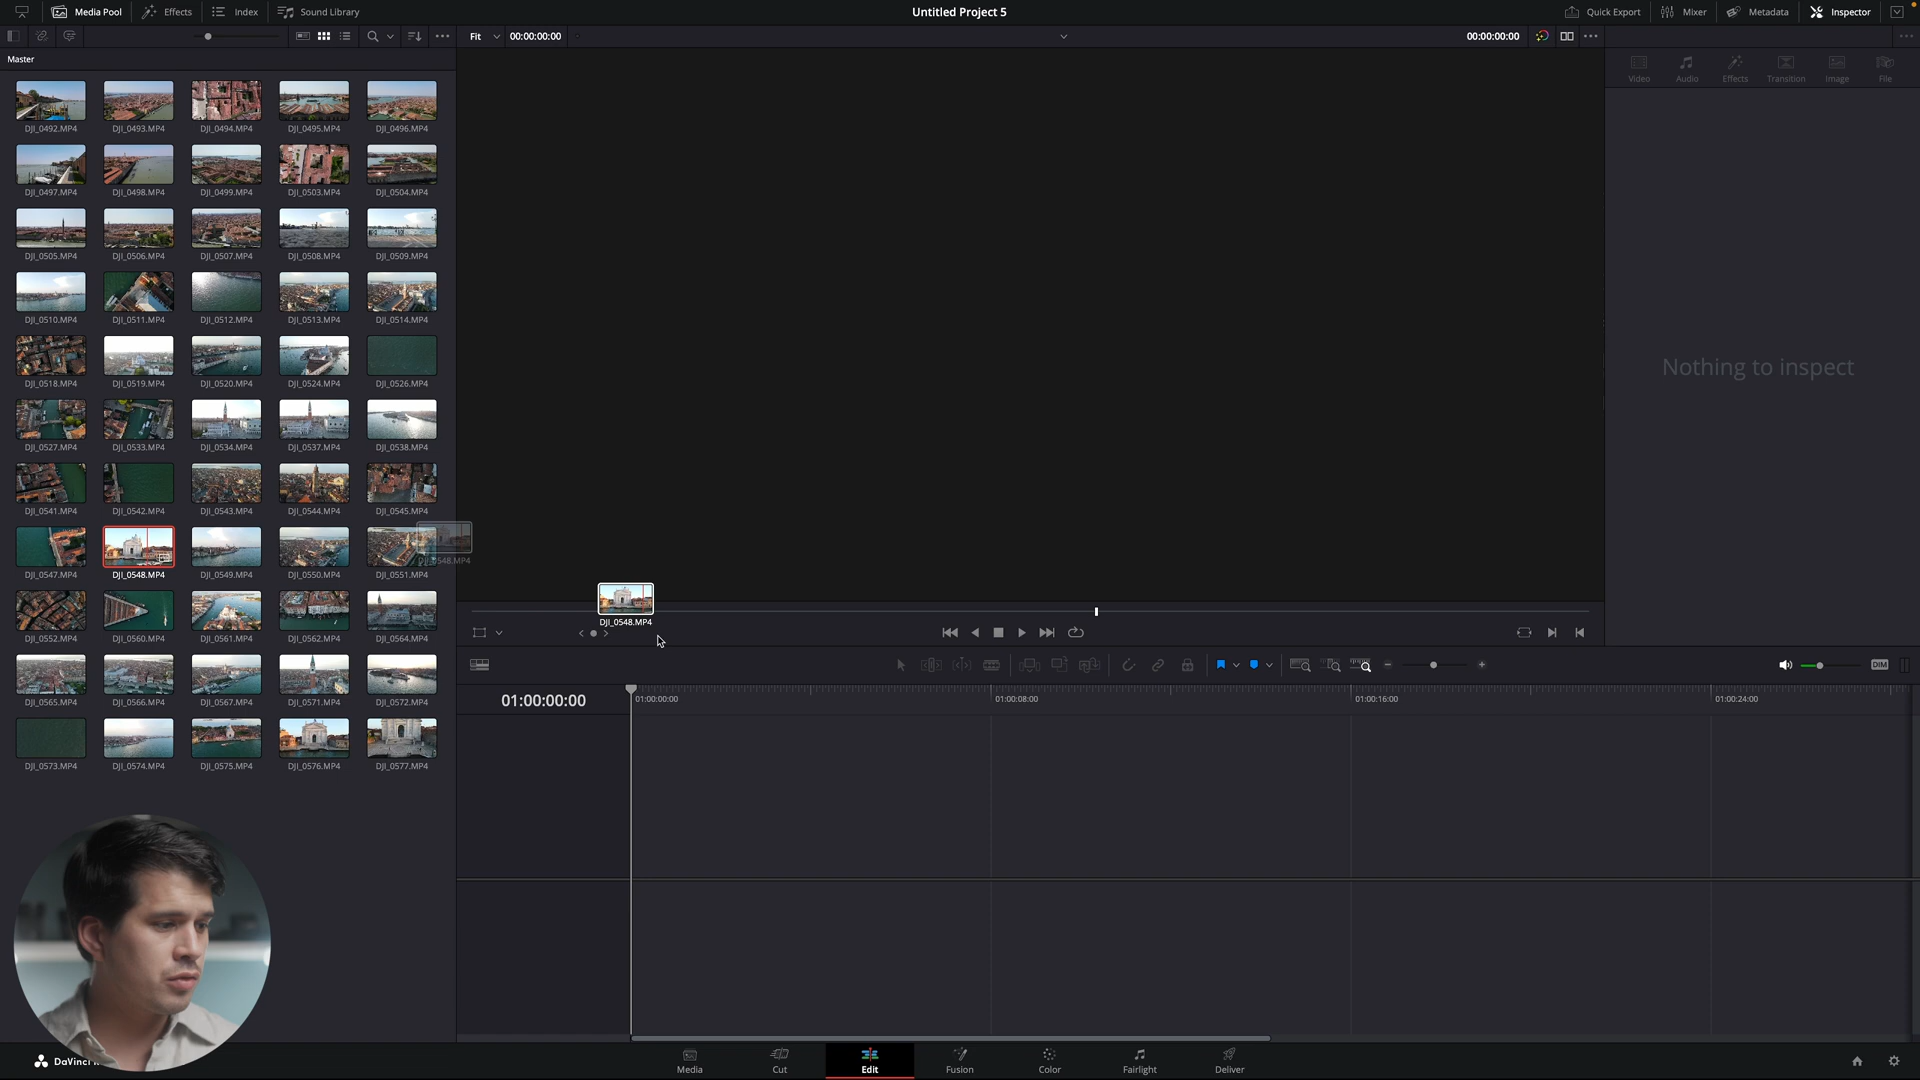 Media Pool Effects Index Sound Library Untitled Project 5 Quick Export Mixer Metadata Inspector
Fit 00:00:00:00 00:00:00:00
Master
Video Audio Effects Transition Image File
DJI_0492.MP4 DJI_0493.MP4 DJI_0494.MP4 DJI_0495.MP4 DJI_0496.MP4
DJI_0497.MP4 DJI_0498.MP4 DJI_0499.MP4 DJI_0503.MP4 DJI_0504.MP4
DJI_0505.MP4 DJI_0506.MP4 DJI_0507.MP4 DJI_0508.MP4 DJI_0509.MP4
DJI_0510.MP4 DJI_0511.MP4 DJI_0512.MP4 DJI_0513.MP4 DJI_0514.MP4
Nothing to inspect
DJI_0518.MP4 DJI_0519.MP4 DJI_0520.MP4 DJI_0524.MP4 DJI_0526.MP4
DJI_0527.MP4 DJI_0533.MP4 DJI_0534.MP4 DJI_0537.MP4 DJI_0538.MP4
DJI_0541.MP4 DJI_0542.MP4 DJI_0543.MP4 DJI_0544.MP4 DJI_0545.MP4
DJI_0548.MP4
DJI_0547.MP4 DJI_0548.MP4 DJI_0549.MP4 DJI_0550.MP4 DJI_0551.MP4
DJI_0548.MP4
DJI_0552.MP4 DJI_0560.MP4 DJI_0561.MP4 DJI_0562.MP4 DJI_0564.MP4
DIM
DJI_0565.MP4 DJI_0566.MP4 DJI_0567.MP4 DJI_0571.MP4 DJI_0572.MP4
01:00:00:00 01:00:00:00 01:00:08:00 01:00:16:00 01:00:24:00
DJI_0573.MP4 DJI_0574.MP4 DJI_0575.MP4 DJI_0576.MP4 DJI_0577.MP4
DaVinci
Media Cut Edit Fusion Color Fairlight Deliver